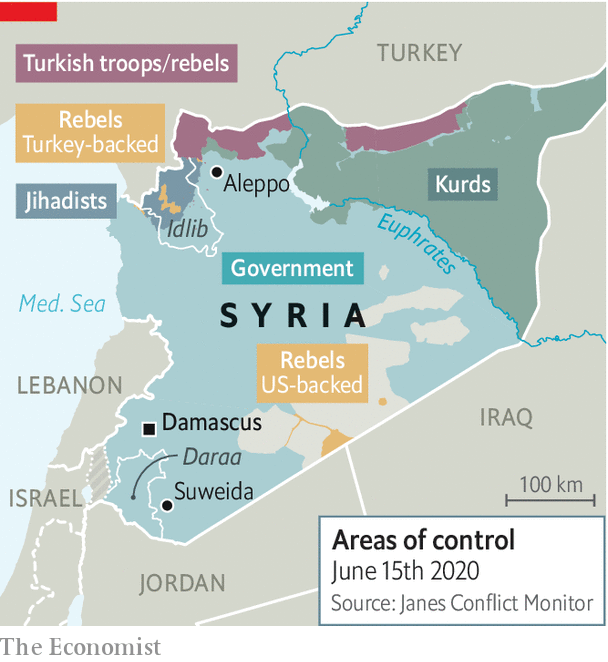 TURKEY
Turkish troops/rebels
Rebels
Turkey-backed
Jihadists
Aleppo
Kurds
Idlib
Euphrates
Government
Med. Sea
SYRIA
Rebels
US-backed
LEBANON
IRAQ
Damascus
Daraa
ISRAEL
Suweida
100 km
JORDAN
Areas of control
June 15th 2020
Source: Janes Conflict Monitor
The Economist